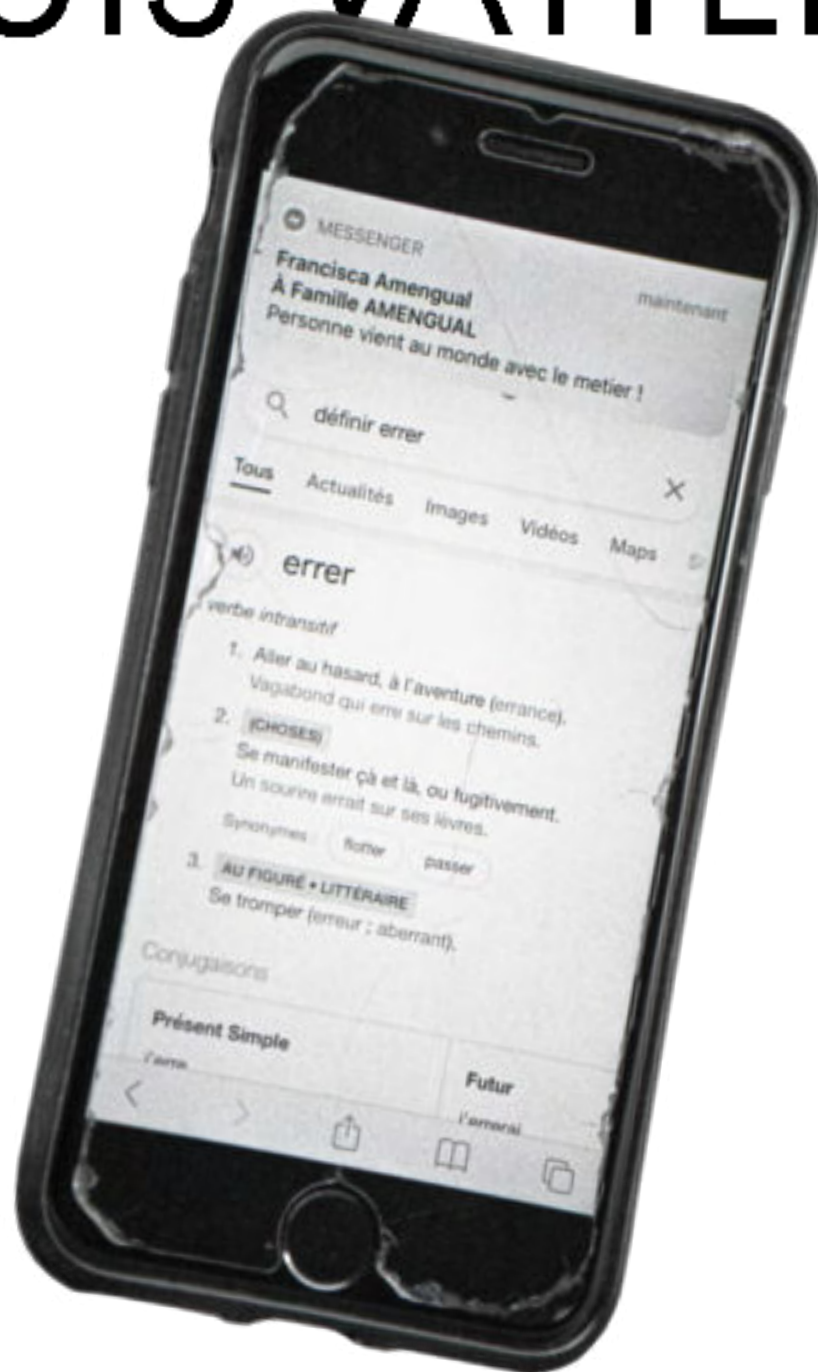 MESSENGER
maintenant
Francisca Amengual
À Famille AMENGUAL
Personne vient au monde avec le metier !
définir errer
Tous Actualités Images Vidéos Maps
errer
verbe intransitif
1. Aller au hasard, à l'aventure (errance).
Vagabond qui erre sur les chemins.
2. (CHOSES)
Se manifester çà et là, ou fugitivement.
Un sourire errait sur ses lèvres.
Synonymes flotter passer
3. AU FIGURÉ • LITTÉRAIRE
Se tromper (erreur ; aberrant).
Conjugaisons
Présent Simple Futur
j'erre j'errerai